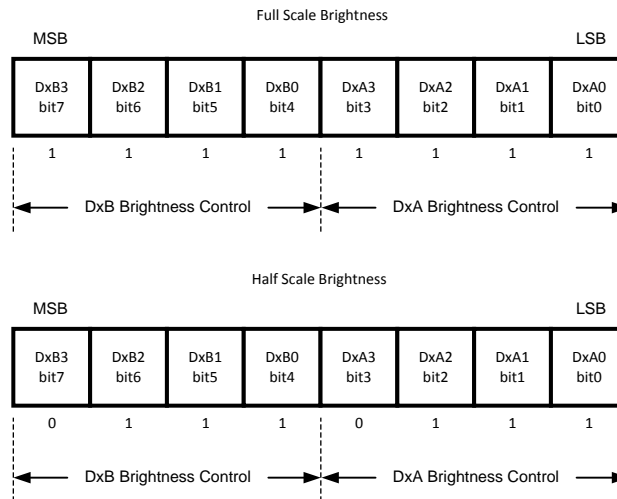 Full Scale Brightness
MSB LSB
DxB3 DxB2 DxB1 DxB0 DxA3 DxA2 DxA1 DxA0
bit7 bit6 bit5 bit4 bit3 bit2 bit1 bit0
1 1 1 1 1 1 1 1
DxB Brightness Control DxA Brightness Control
Half Scale Brightness
MSB LSB
DxB3 DxB2 DxB1 DxB0 DxA3 DxA2 DxA1 DxA0
bit7 bit6 bit5 bit4 bit3 bit2 bit1 bit0
0 1 1 1 0 1 1 1
DxB Brightness Control DxA Brightness Control